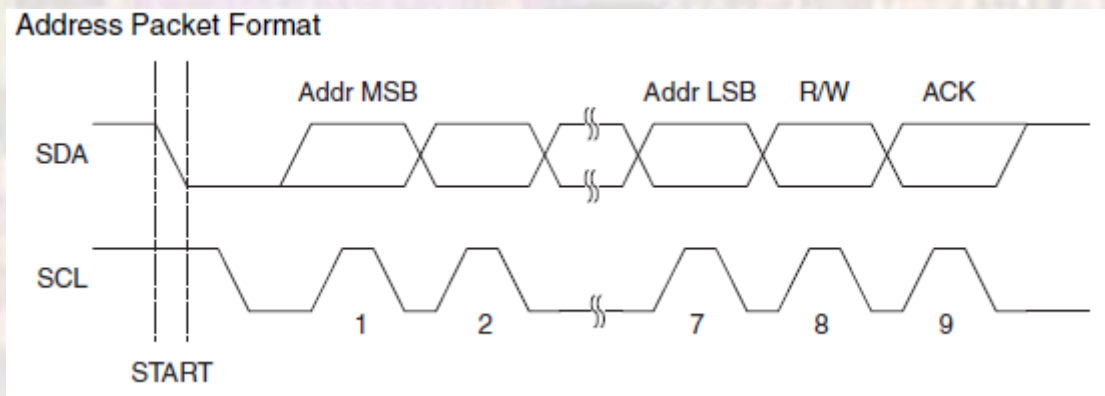 Address Packet Format
Addr MSB Addr LSB R/W ACK
SDA
SCL
1 2 7 8 9
START